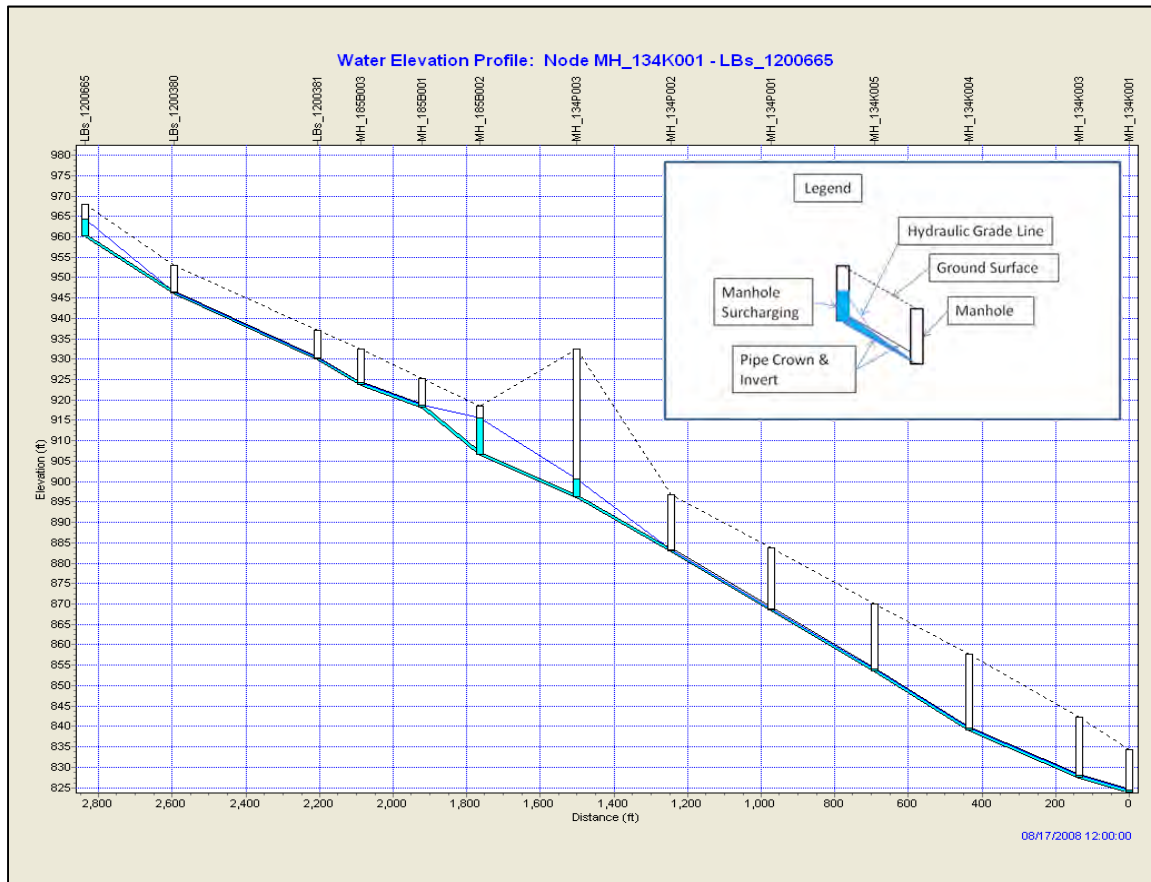 Water Elevation Profile: Node MH_134K001 - LBs_1200665
LBs_1200665
LBs_1200380
LBs_1200381
MH_185B003
MH_185B001
MH_185B002
MH_134P003
MH_134P002
MH_134P001
MH_134K005
MH_134K004
MH_134K003
MH_134K001
980
975
970
965
960
955
950
945
940
935
930
925
920
915
910
905
900
895
890
885
880
875
870
865
860
855
850
845
840
835
830
825
Elevation (ft)
Legend
Hydraulic Grade Line
Ground Surface
Manhole
Surcharging
Manhole
Pipe Crown &
Invert
2,800 2,600 2,400 2,200 2,000 1,800 1,600 1,400 1,200 1,000 800 600 400 200 0
Distance (ft)
08/17/2008 12:00:00